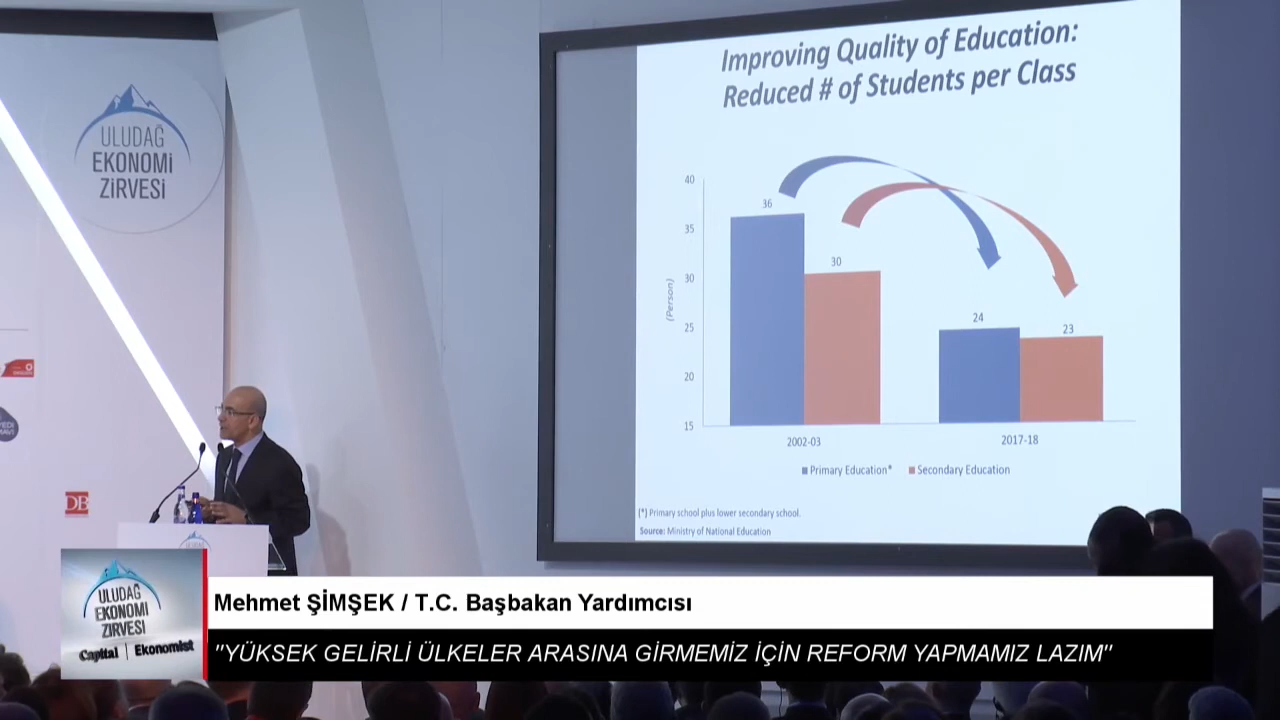 Improving Quality of Education:
Reduced # of Students per Class
ULUDAĞ
EKONOMİ
ZİRVESİ
40
36
35
30
30
(Person)
25
24
23
20
15
2002-03
2017-18
Primary Education*
Secondary Education
(*) Primary school plus lower secondary school.
Source: Ministry of National Education
DB
ULUDAĞ
EKONOMİ
ZİRVESİ
Capital | Ekonomist
Mehmet ŞİMŞEK / T.C. Başbakan Yardımcısı
"YÜKSEK GELİRLİ ÜLKELER ARASINA GİRMEMİZ İÇİN REFORM YAPMAMIZ LAZIM"